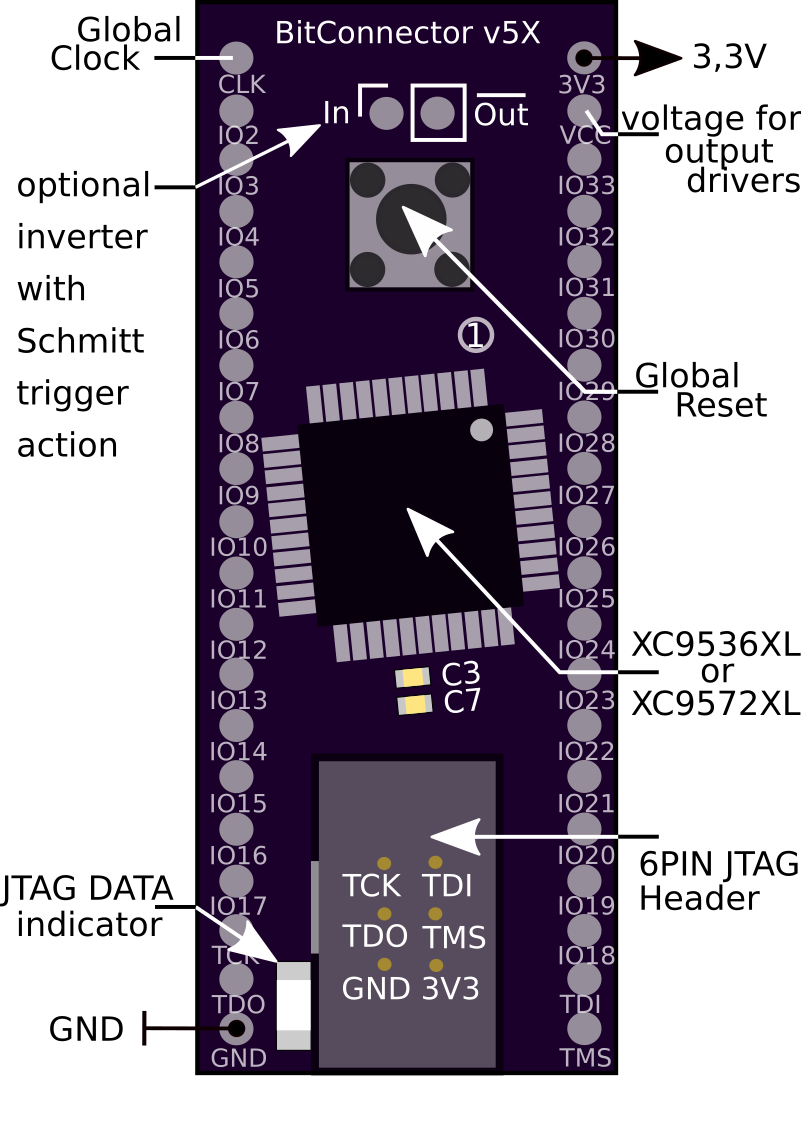 BitConnector v5X
Global
Clock
3,3V
CLK
3V3
In
Out
voltage for
output
drivers
IO2
VCC
IO3
IO33
optional
inverter
with
Schmitt
trigger
action
IO4
IO32
IO5
IO31
IO6
IO30
1
IO7
IO29
Global
Reset
IO8
IO28
IO9
IO27
IO10
IO26
IO11
IO25
IO12
IO24
XC9536XL
or
XC9572XL
C3
C7
IO13
IO23
IO14
IO22
IO15
IO21
IO16
IO20
6PIN JTAG
Header
JTAG DATA
indicator
TCK TDI
TDO TMS
GND 3V3
IO17
IO19
TCK
IO18
TDO
TDI
GND
GND
TMS